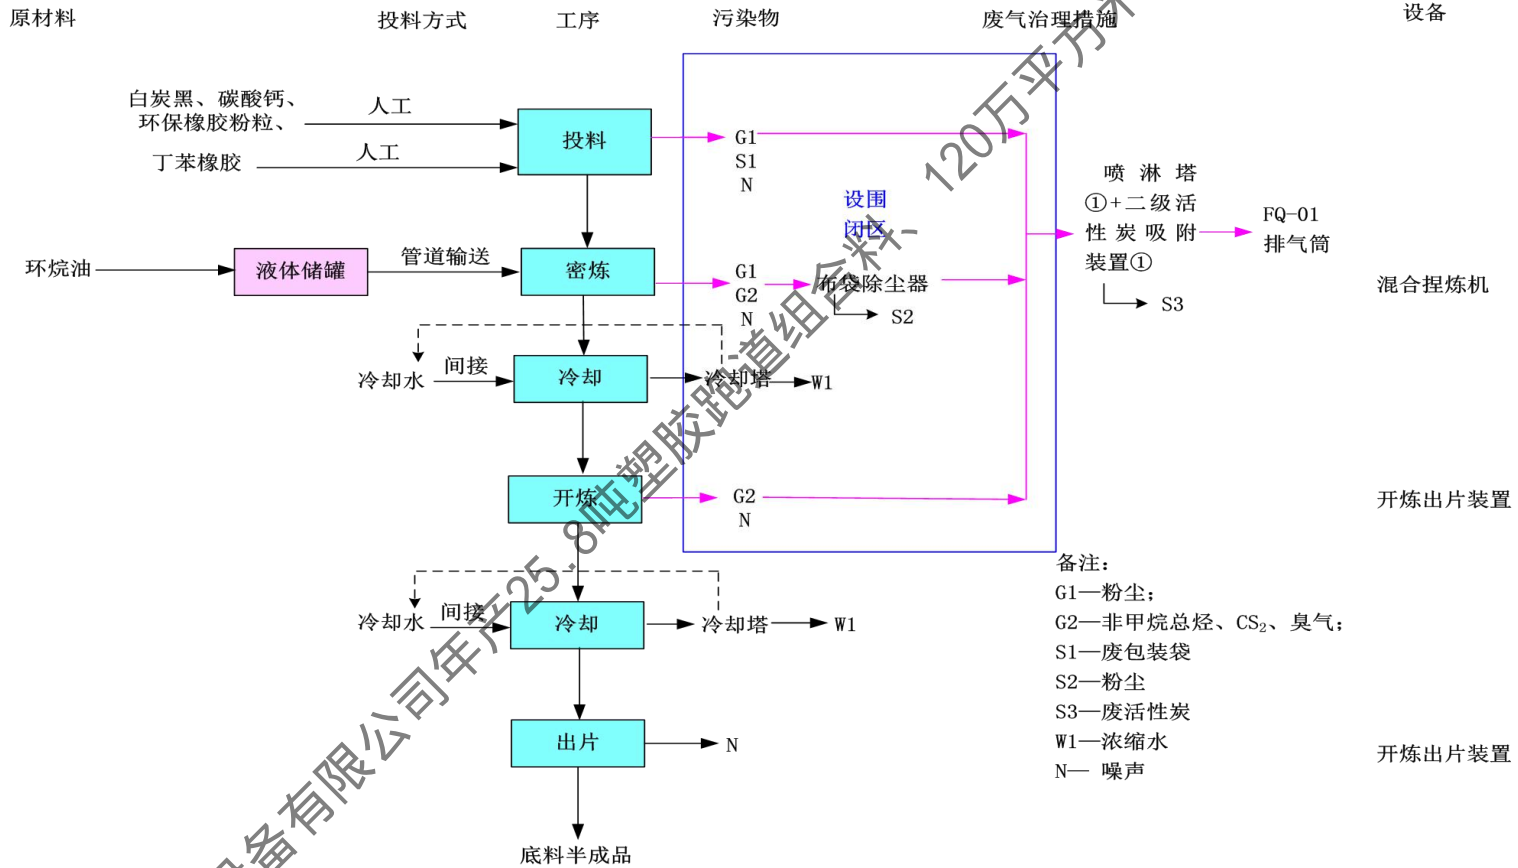 原材料
投料方式
工序
污染物
废气治理措施
设备
白炭黑、碳酸钙、
环保橡胶粉粒、
人工
丁苯橡胶
人工
投料
G1
S1
N
设围
闭区
喷淋塔
①+二级活
性炭吸附
装置①
S3
FQ-01
排气筒
环烷油
液体储罐
管道输送
密炼
G1
G2
N
布袋除尘器
S2
混合捏炼机
冷却水
间接
冷却
冷却塔
W1
开炼
G2
N
开炼出片装置
冷却水
间接
冷却
冷却塔
W1
出片
N
开炼出片装置
底料半成品
备注：
G1—粉尘；
G2—非甲烷总烃、CS₂、臭气；
S1—废包装袋
S2—粉尘
S3—废活性炭
W1—浓缩水
N— 噪声
设备有限公司年产25.8吨塑胶跑道组合料、120万平方米